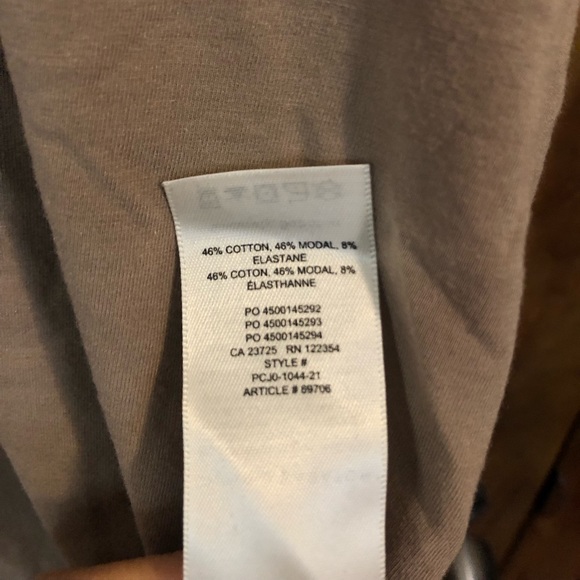 46% COTTON, 46% MODAL, 8%
ELASTANE
46% COTON, 46% MODAL, 8%
ÉLASTHANNE
PO 4500145292
PO 4500145293
PO 4500145294
CA 23725 RN 122354
STYLE #
PCJ0-1044-21
ARTICLE # 89706